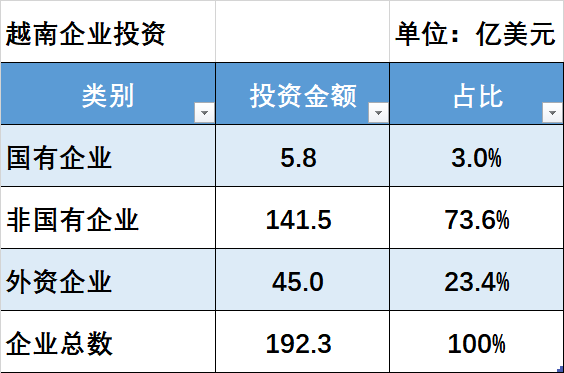 越南企业投资 单位：亿美元
类别 投资金额 占比
国有企业 5.8 3.0%
非国有企业 141.5 73.6%
外资企业 45.0 23.4%
企业总数 192.3 100%